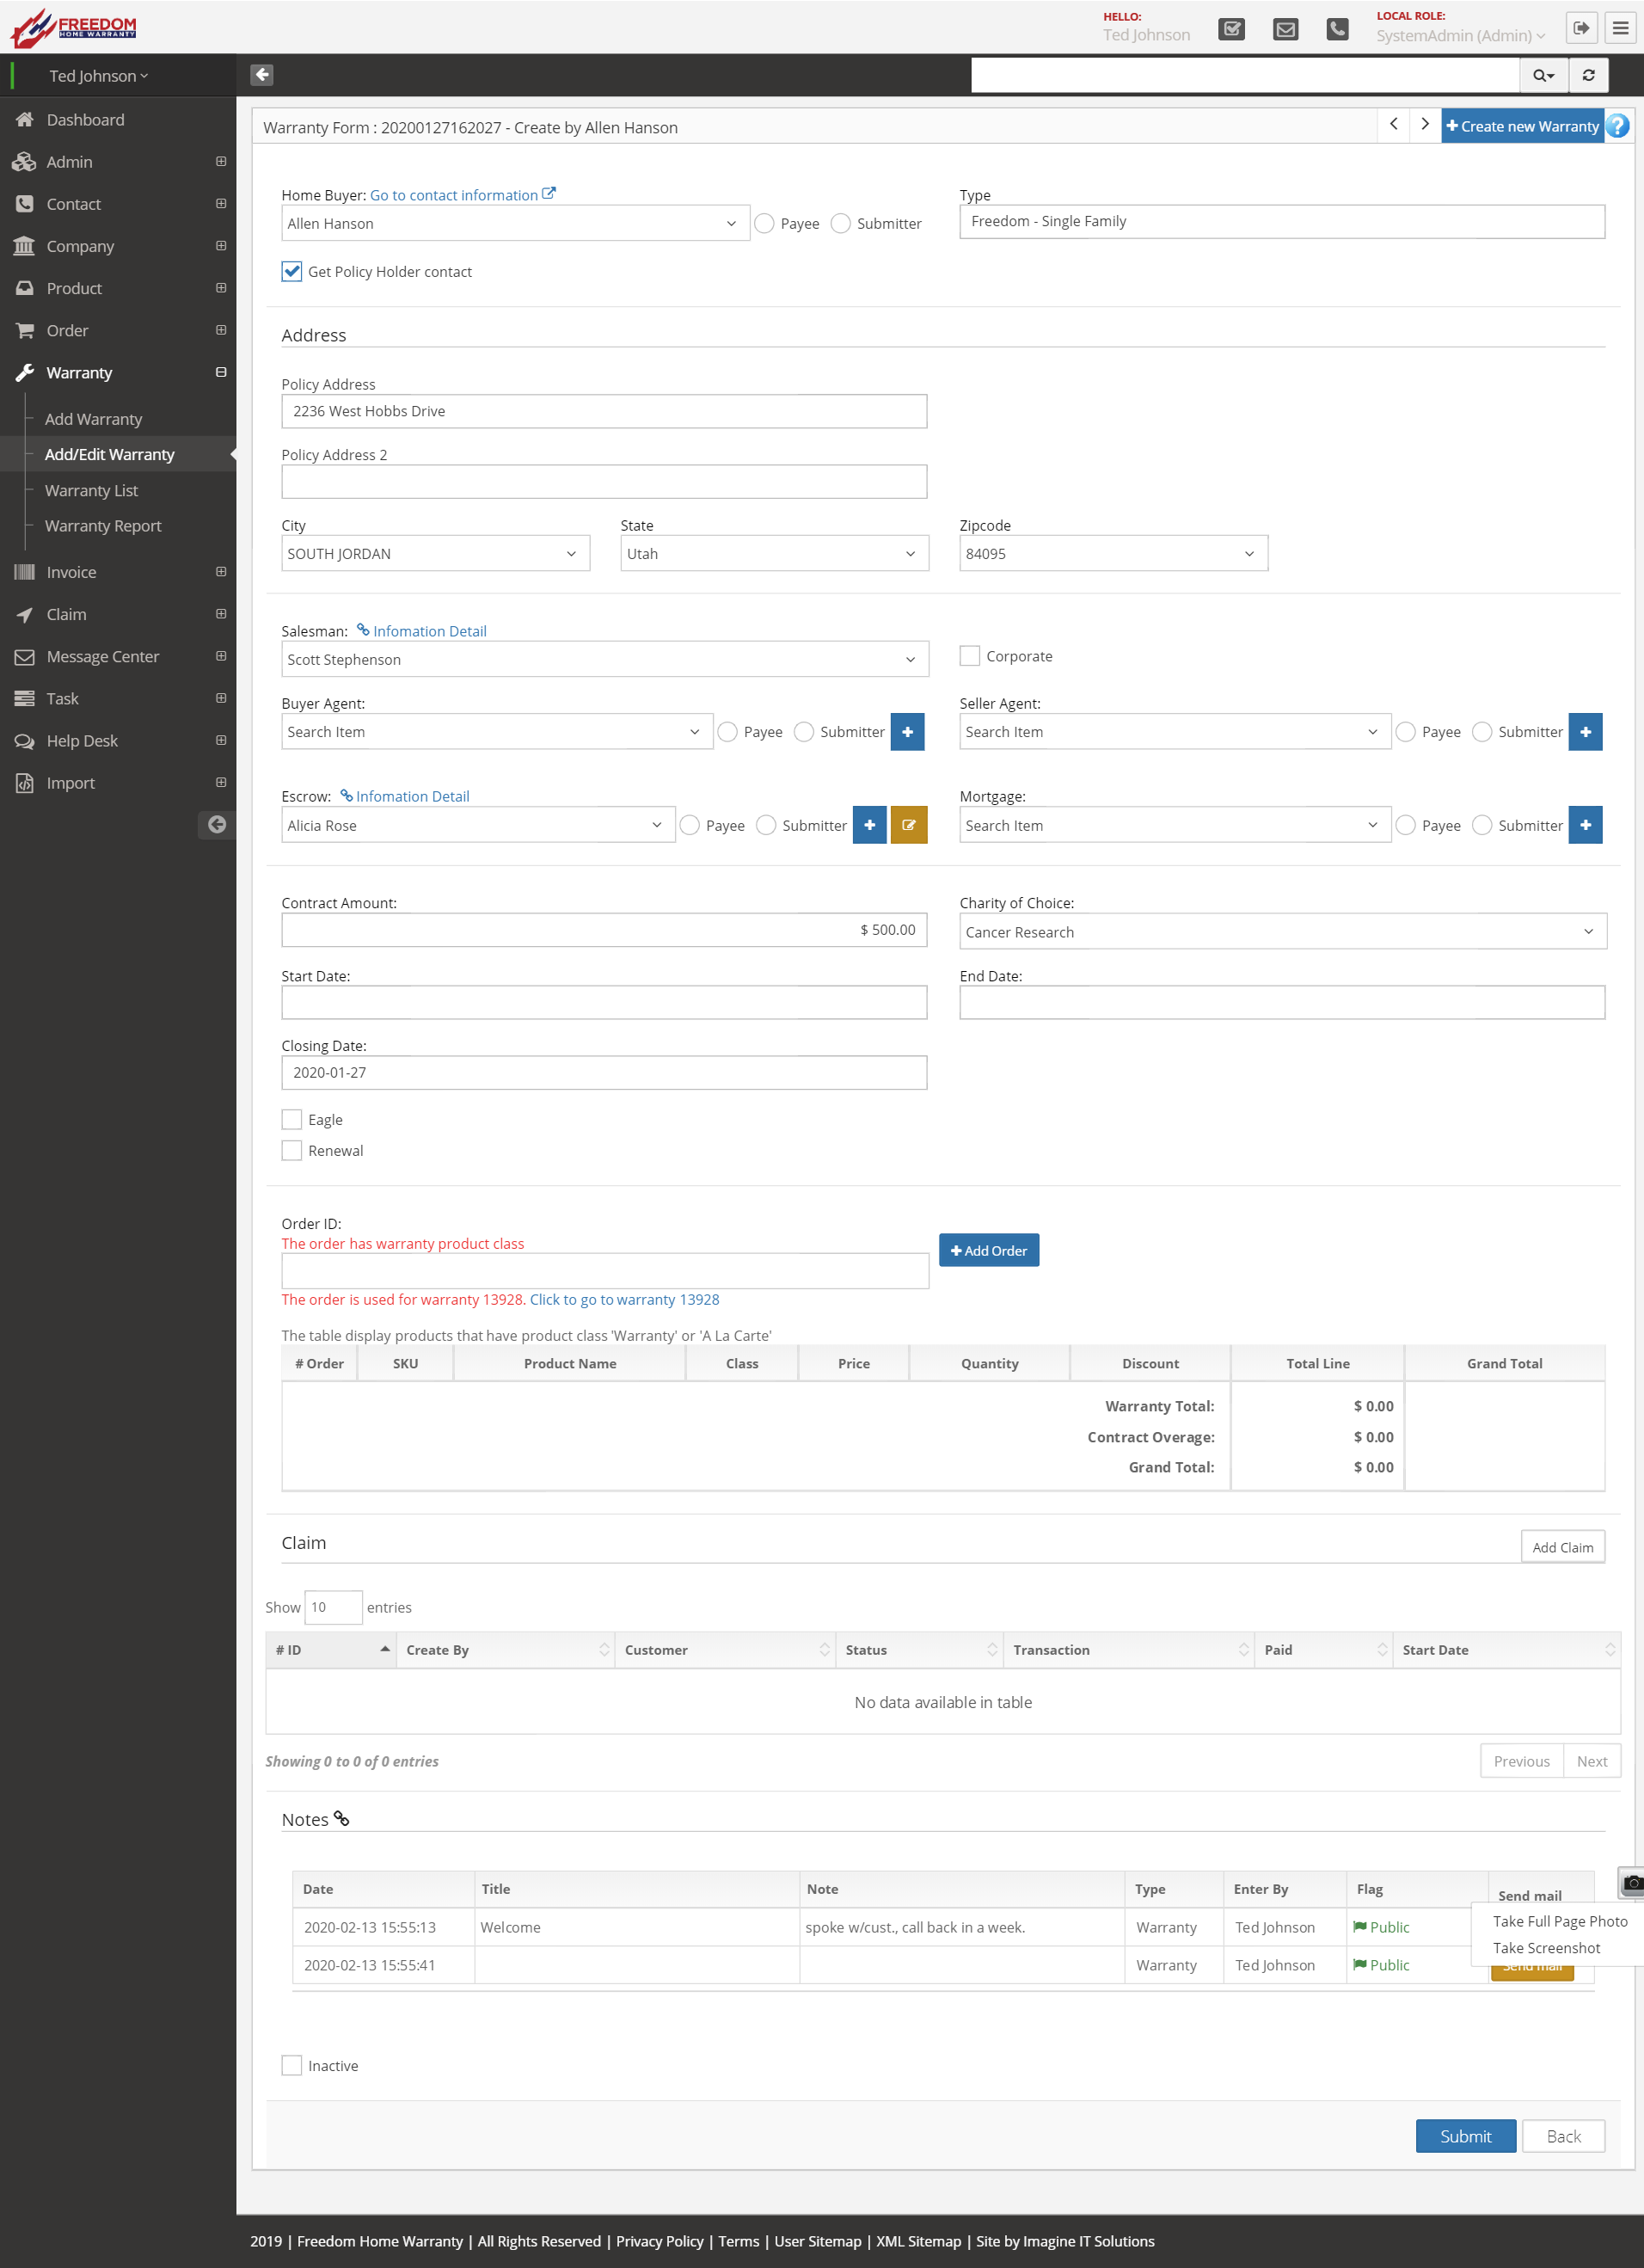 FREEDOM
HOME WARRANTY
HELLO:
Ted Johnson
LOCAL ROLE:
SystemAdmin (Admin)
Ted Johnson
Dashboard
Admin
Contact
Company
Product
Order
Warranty
Add Warranty
Add/Edit Warranty
Warranty List
Warranty Report
Invoice
Claim
Message Center
Task
Help Desk
Import
Warranty Form : 20200127162027 - Create by Allen Hanson
Create new Warranty ?
Home Buyer: Go to contact information
Type
Allen Hanson Payee Submitter
Freedom - Single Family
Get Policy Holder contact
Address
Policy Address
2236 West Hobbs Drive
Policy Address 2
City State Zipcode
SOUTH JORDAN Utah 84095
Salesman: Infomation Detail
Scott Stephenson
Corporate
Buyer Agent: Seller Agent:
Search Item Payee Submitter Search Item Payee Submitter
Escrow: Infomation Detail Mortgage:
Alicia Rose Payee Submitter Search Item Payee Submitter
Contract Amount: Charity of Choice:
$ 500.00 Cancer Research
Start Date: End Date:
Closing Date:
2020-01-27
Eagle
Renewal
Order ID:
The order has warranty product class
Add Order
The order is used for warranty 13928. Click to go to warranty 13928
The table display products that have product class 'Warranty' or 'A La Carte'
# Order SKU Product Name Class Price Quantity Discount Total Line Grand Total
Warranty Total: $ 0.00
Contract Overage: $ 0.00
Grand Total: $ 0.00
Claim
Add Claim
Show 10 entries
# ID Create By Customer Status Transaction Paid Start Date
No data available in table
Showing 0 to 0 of 0 entries
Previous Next
Notes
Date Title Note Type Enter By Flag Send mail
2020-02-13 15:55:13 Welcome spoke w/cust., call back in a week. Warranty Ted Johnson Public
Take Full Page Photo
Take Screenshot
2020-02-13 15:55:41 Warranty Ted Johnson Public Send mail
Inactive
Submit Back
2019 | Freedom Home Warranty | All Rights Reserved | Privacy Policy | Terms | User Sitemap | XML Sitemap | Site by Imagine IT Solutions